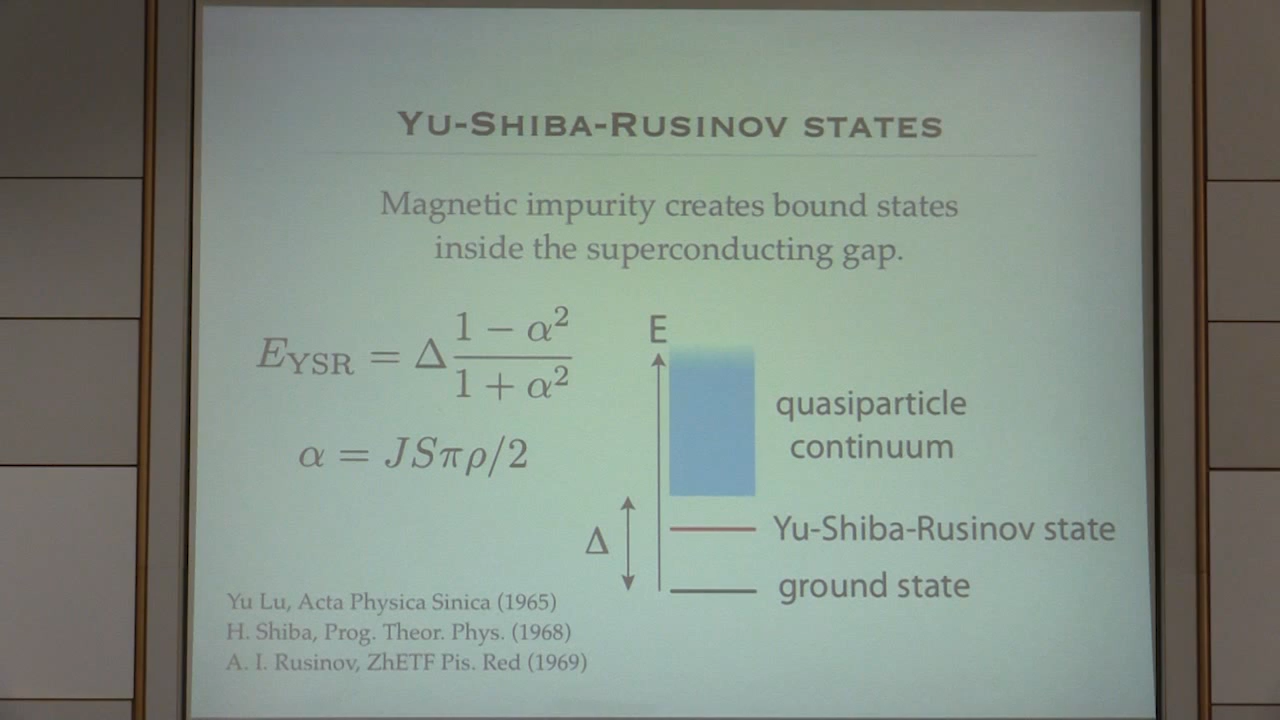 YU-SHIBA-RUSINOV STATES
Magnetic impurity creates bound states
inside the superconducting gap.
E_YSR = Δ (1 − α²)/(1 + α²)
α = JSπρ/2
E
quasiparticle
continuum
Δ
Yu-Shiba-Rusinov state
ground state
Yu Lu, Acta Physica Sinica (1965)
H. Shiba, Prog. Theor. Phys. (1968)
A. I. Rusinov, ZhETF Pis. Red (1969)